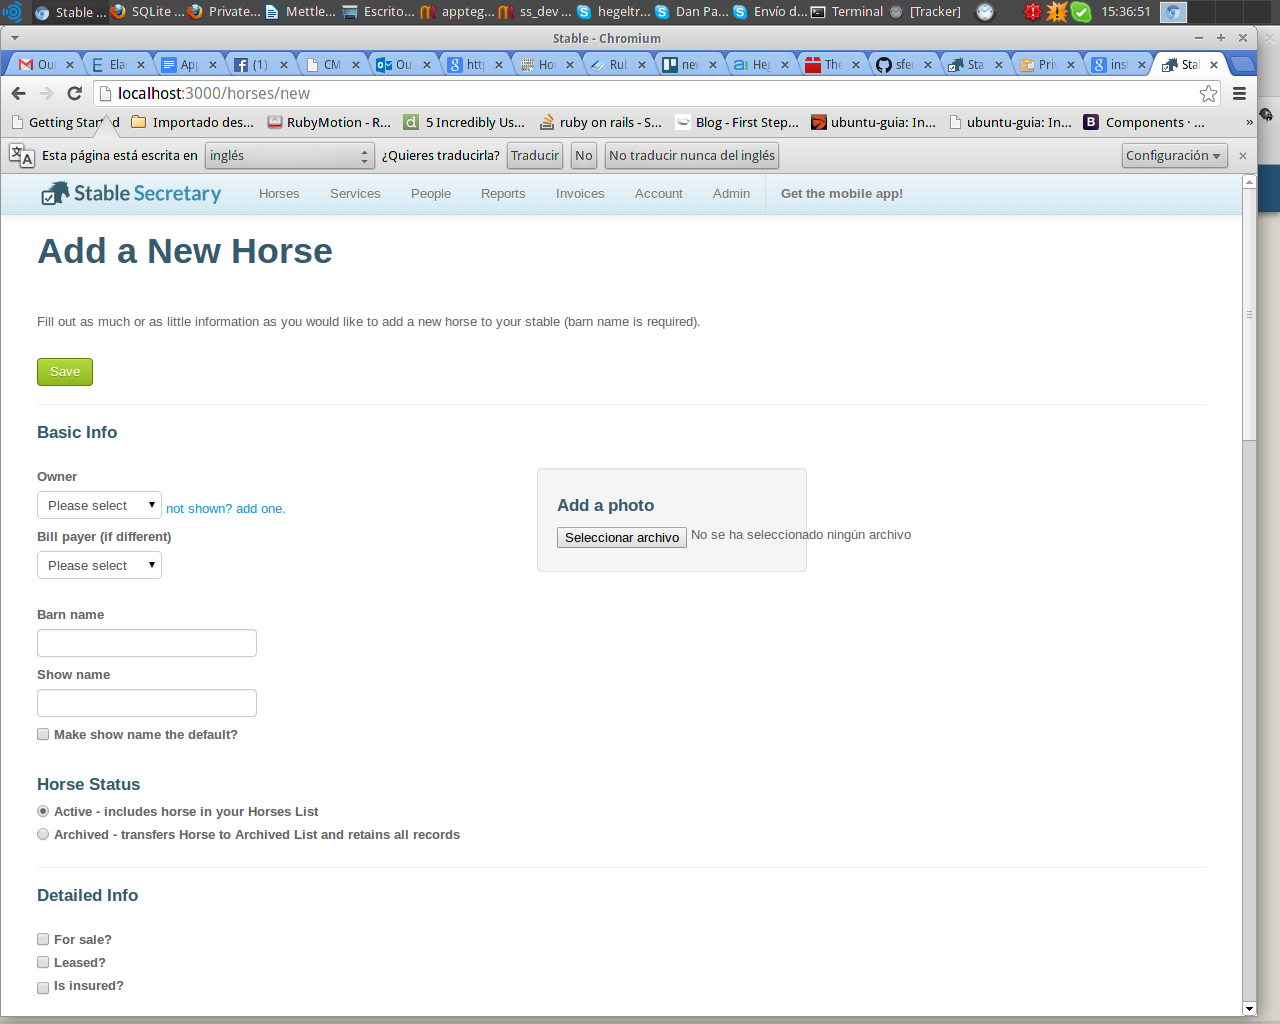 Stable ... SQLite ... Private... Mettle... Escrito... appteg... ss_dev ... hegeltr... Dan Pa... Envío d... Terminal [Tracker] 15:36:51
Stable - Chromium
Our Elar App f (1) CM Ou http Ho Rub nev Heg The sfer Sta Priv inst Stal
localhost:3000/horses/new
Getting Started Importado des... RubyMotion - R... 5 Incredibly Us... ruby on rails - S... Blog - First Step... ubuntu-guia: In... ubuntu-guia: In... Components · ... »
Esta página está escrita en inglés ¿Quieres traducirla? Traducir No No traducir nunca del inglés Configuración
Stable Secretary Horses Services People Reports Invoices Account Admin Get the mobile app!
Add a New Horse
Fill out as much or as little information as you would like to add a new horse to your stable (barn name is required).
Save
Basic Info
Owner
Please select not shown? add one.
Bill payer (if different)
Please select
Add a photo
Seleccionar archivo No se ha seleccionado ningún archivo
Barn name
Show name
Make show name the default?
Horse Status
Active - includes horse in your Horses List
Archived - transfers Horse to Archived List and retains all records
Detailed Info
For sale?
Leased?
Is insured?